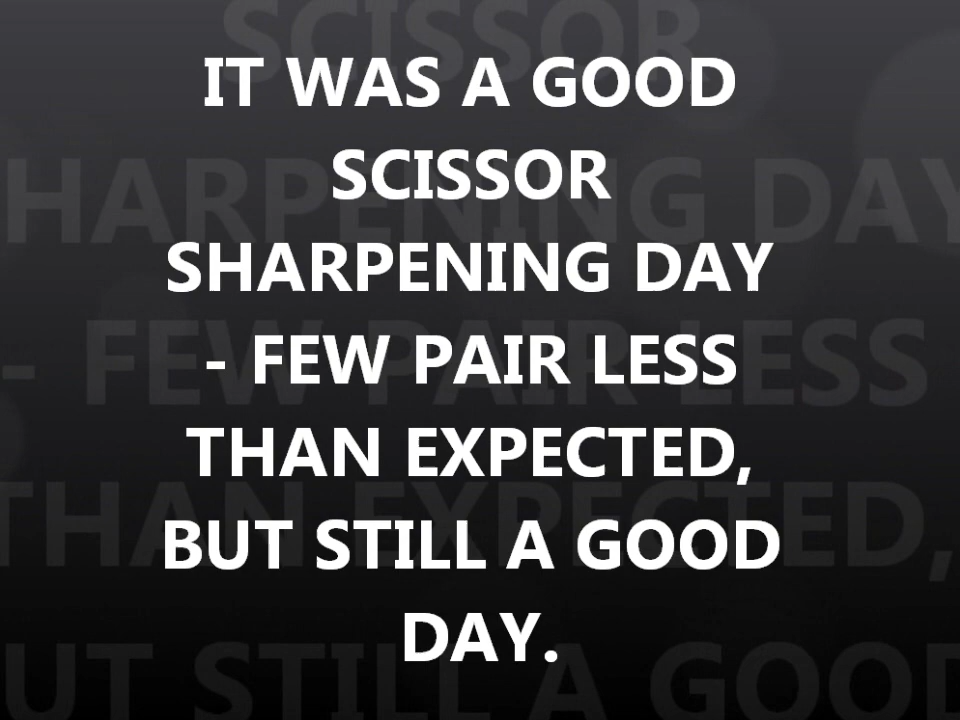 IT WAS A GOOD
SCISSOR
SHARPENING DAY
- FEW PAIR LESS
THAN EXPECTED,
BUT STILL A GOOD
DAY.